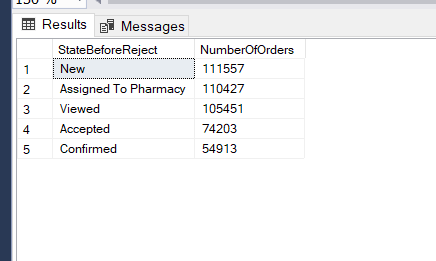 Results Messages
StateBeforeReject NumberOfOrders
1 New 111557
2 Assigned To Pharmacy 110427
3 Viewed 105451
4 Accepted 74203
5 Confirmed 54913